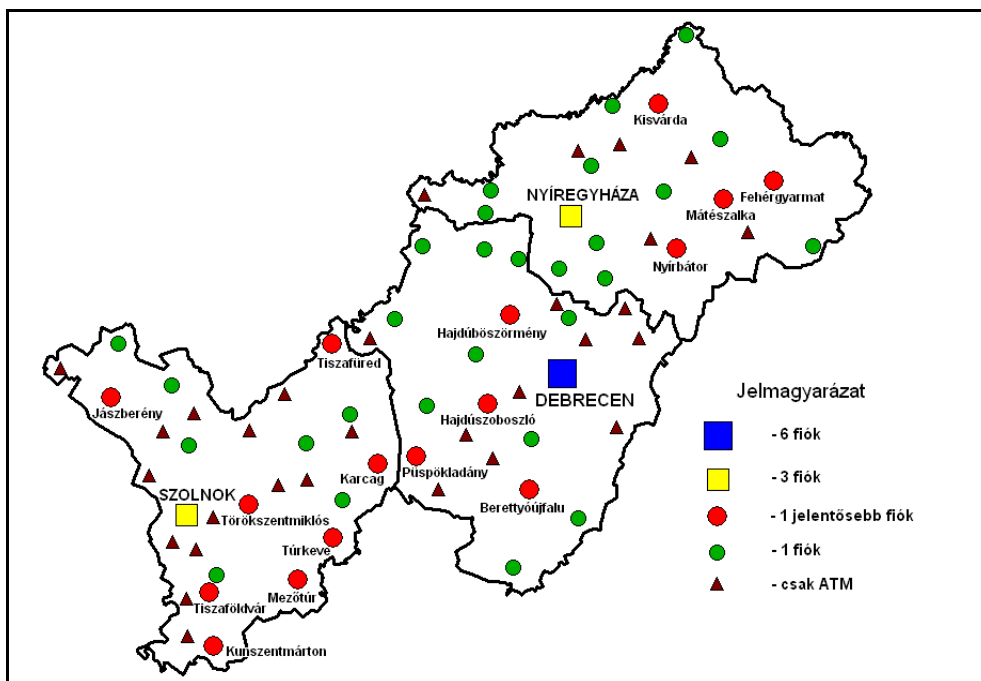 Kisvárda
NYÍREGYHÁZA
Fehérgyarmat
Mátészalka
Nyírbátor
Hajdúböszörmény
Tiszafüred
DEBRECEN
Jászberény
Hajdúszoboszló
Karcag
Püspökladány
SZOLNOK
Törökszentmiklós
Berettyóújfalu
Túrkeve
Mezőtúr
Tiszaföldvár
Kunszentmárton
Jelmagyarázat
- 6 fiók
- 3 fiók
- 1 jelentősebb fiók
- 1 fiók
- csak ATM